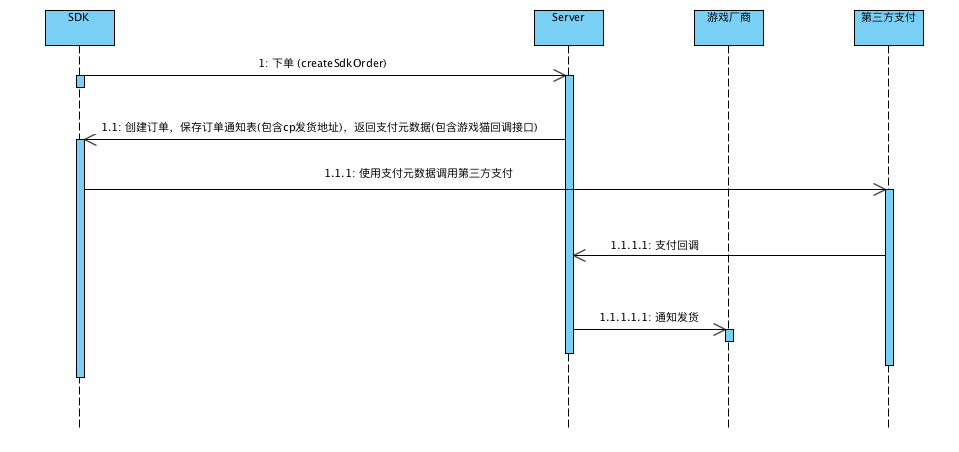 SDK
Server
游戏厂商
第三方支付
1: 下单 (createSdkOrder)
1.1: 创建订单，保存订单通知表(包含cp发货地址)，返回支付元数据(包含游戏猫回调接口)
1.1.1: 使用支付元数据调用第三方支付
1.1.1.1: 支付回调
1.1.1.1.1: 通知发货